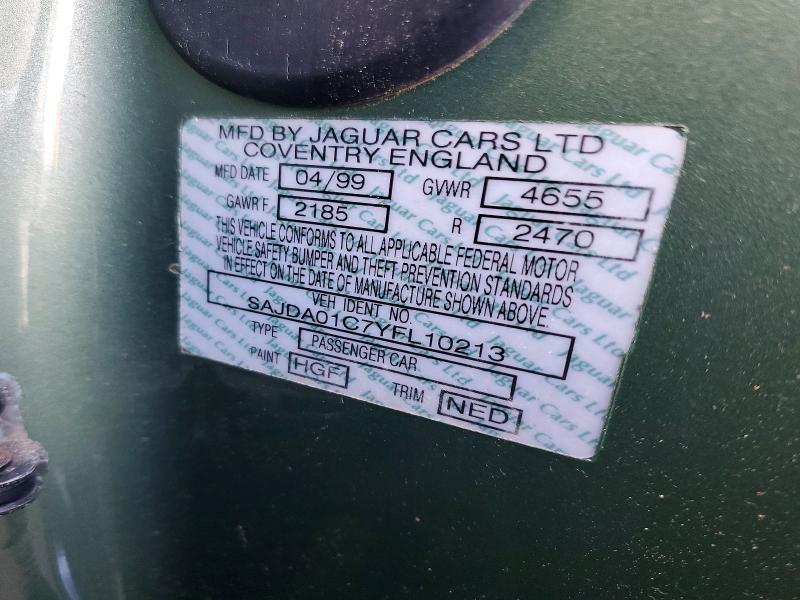 MFD BY JAGUAR CARS LTD
COVENTRY ENGLAND
MFD DATE 04/99 GVWR 4655
GAWR F 2185 R 2470
THIS VEHICLE CONFORMS TO ALL APPLICABLE FEDERAL MOTOR
VEHICLE SAFETY BUMPER AND THEFT PREVENTION STANDARDS
IN EFFECT ON THE DATE OF MANUFACTURE SHOWN ABOVE.
VEH IDENT NO.
SAJDA01C7YFL10213
TYPE PASSENGER CAR
PAINT HGF TRIM NED